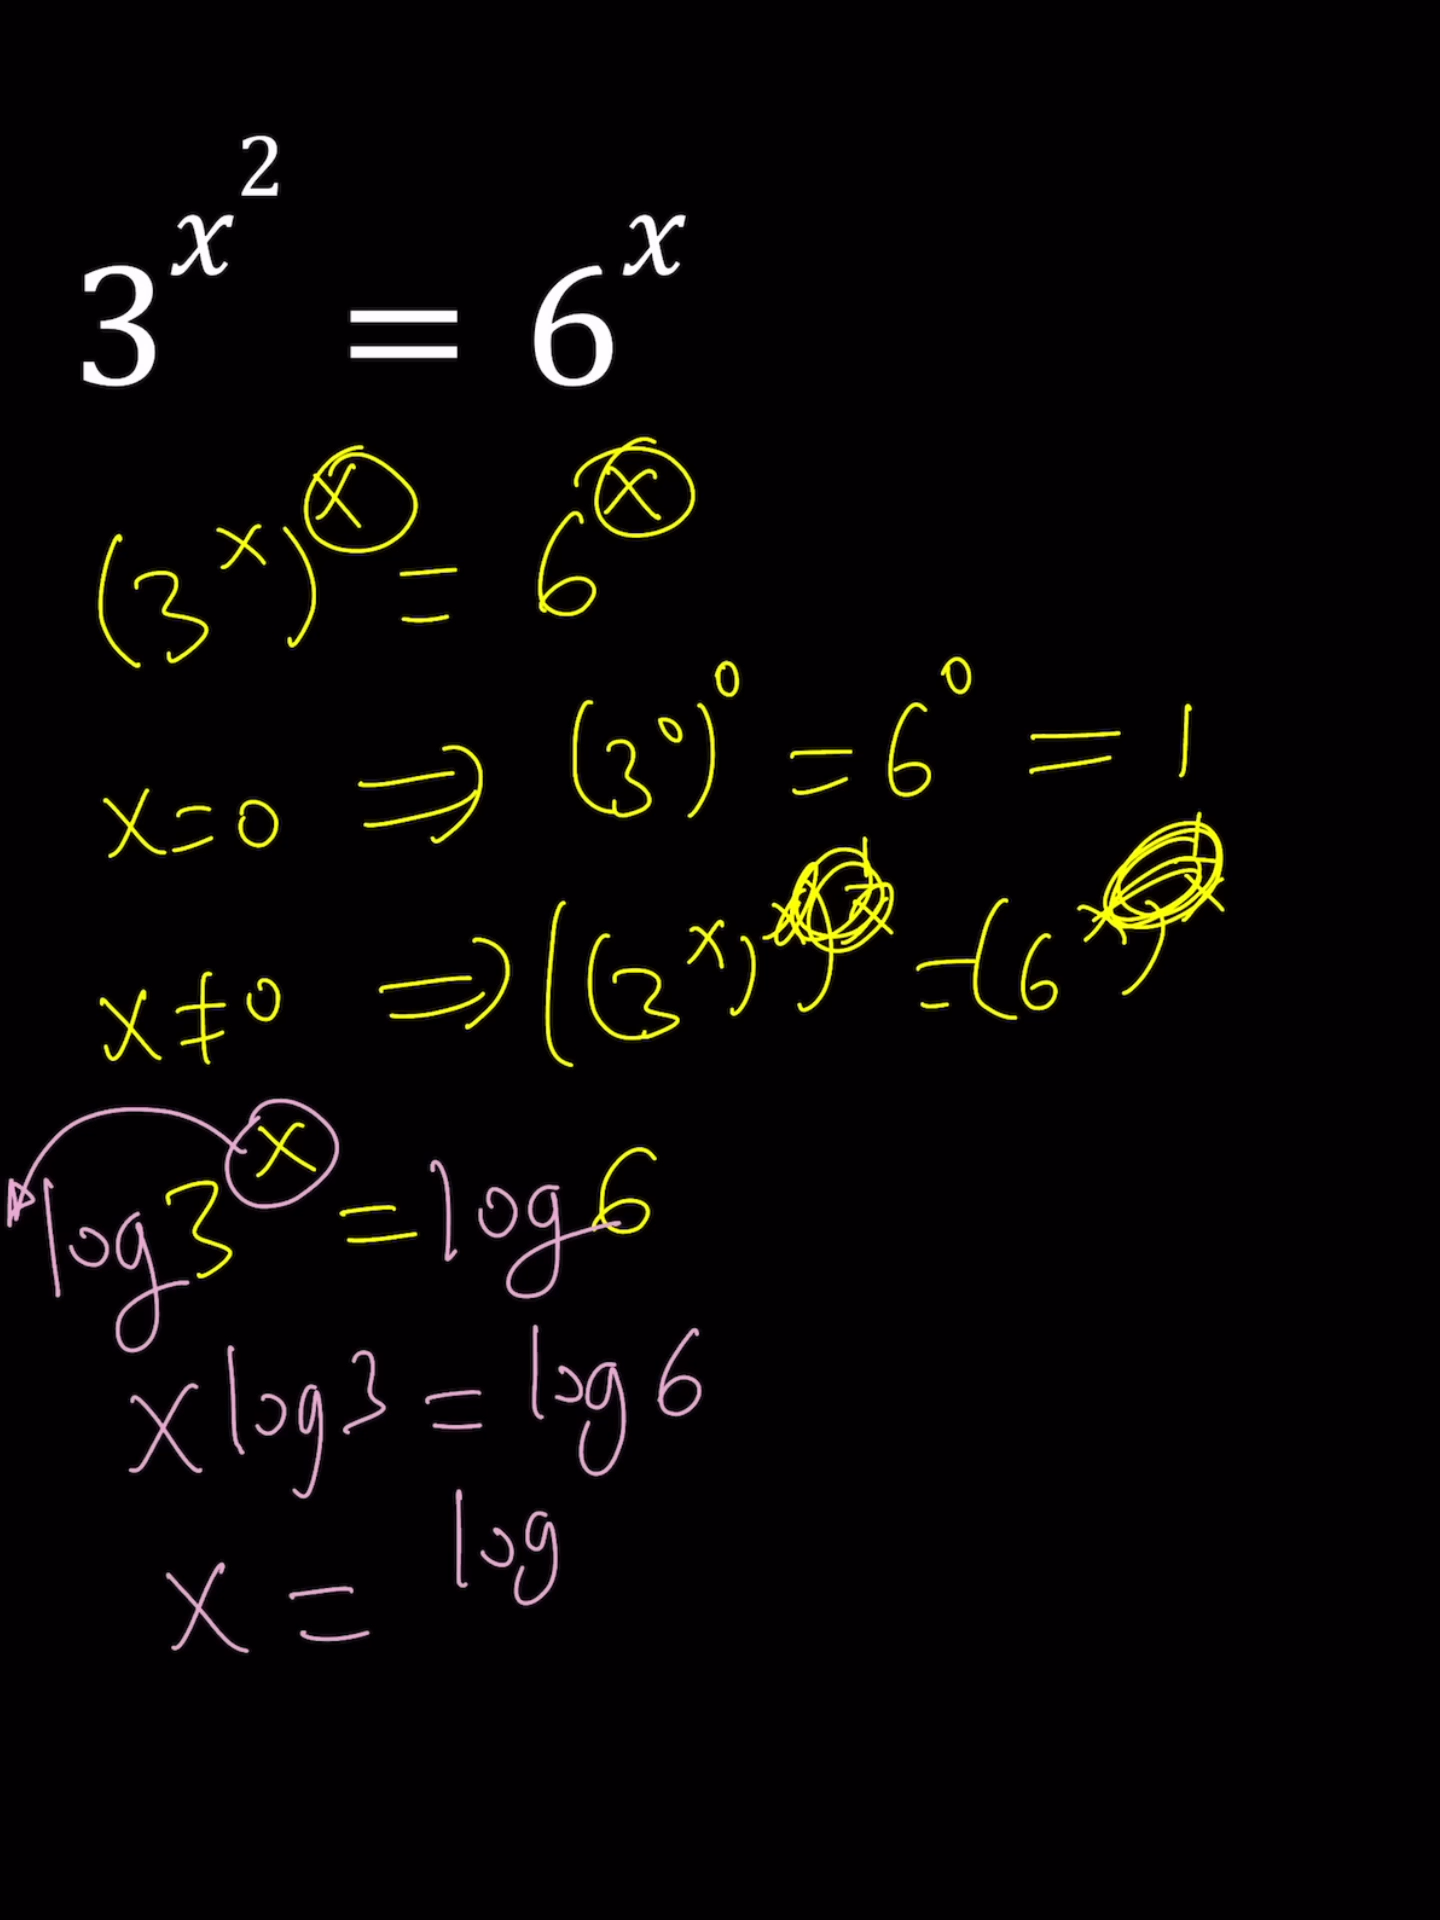 3^{x^2} = 6^x
(3^x)^x = 6^x
x=0 ⟹ (3^0)^0 = 6^0 = 1
x≠0 ⟹ ((3^x)^x)^{1/x} = (6^x)^{1/x}
log 3^x = log 6
x log 3 = log 6
x = log